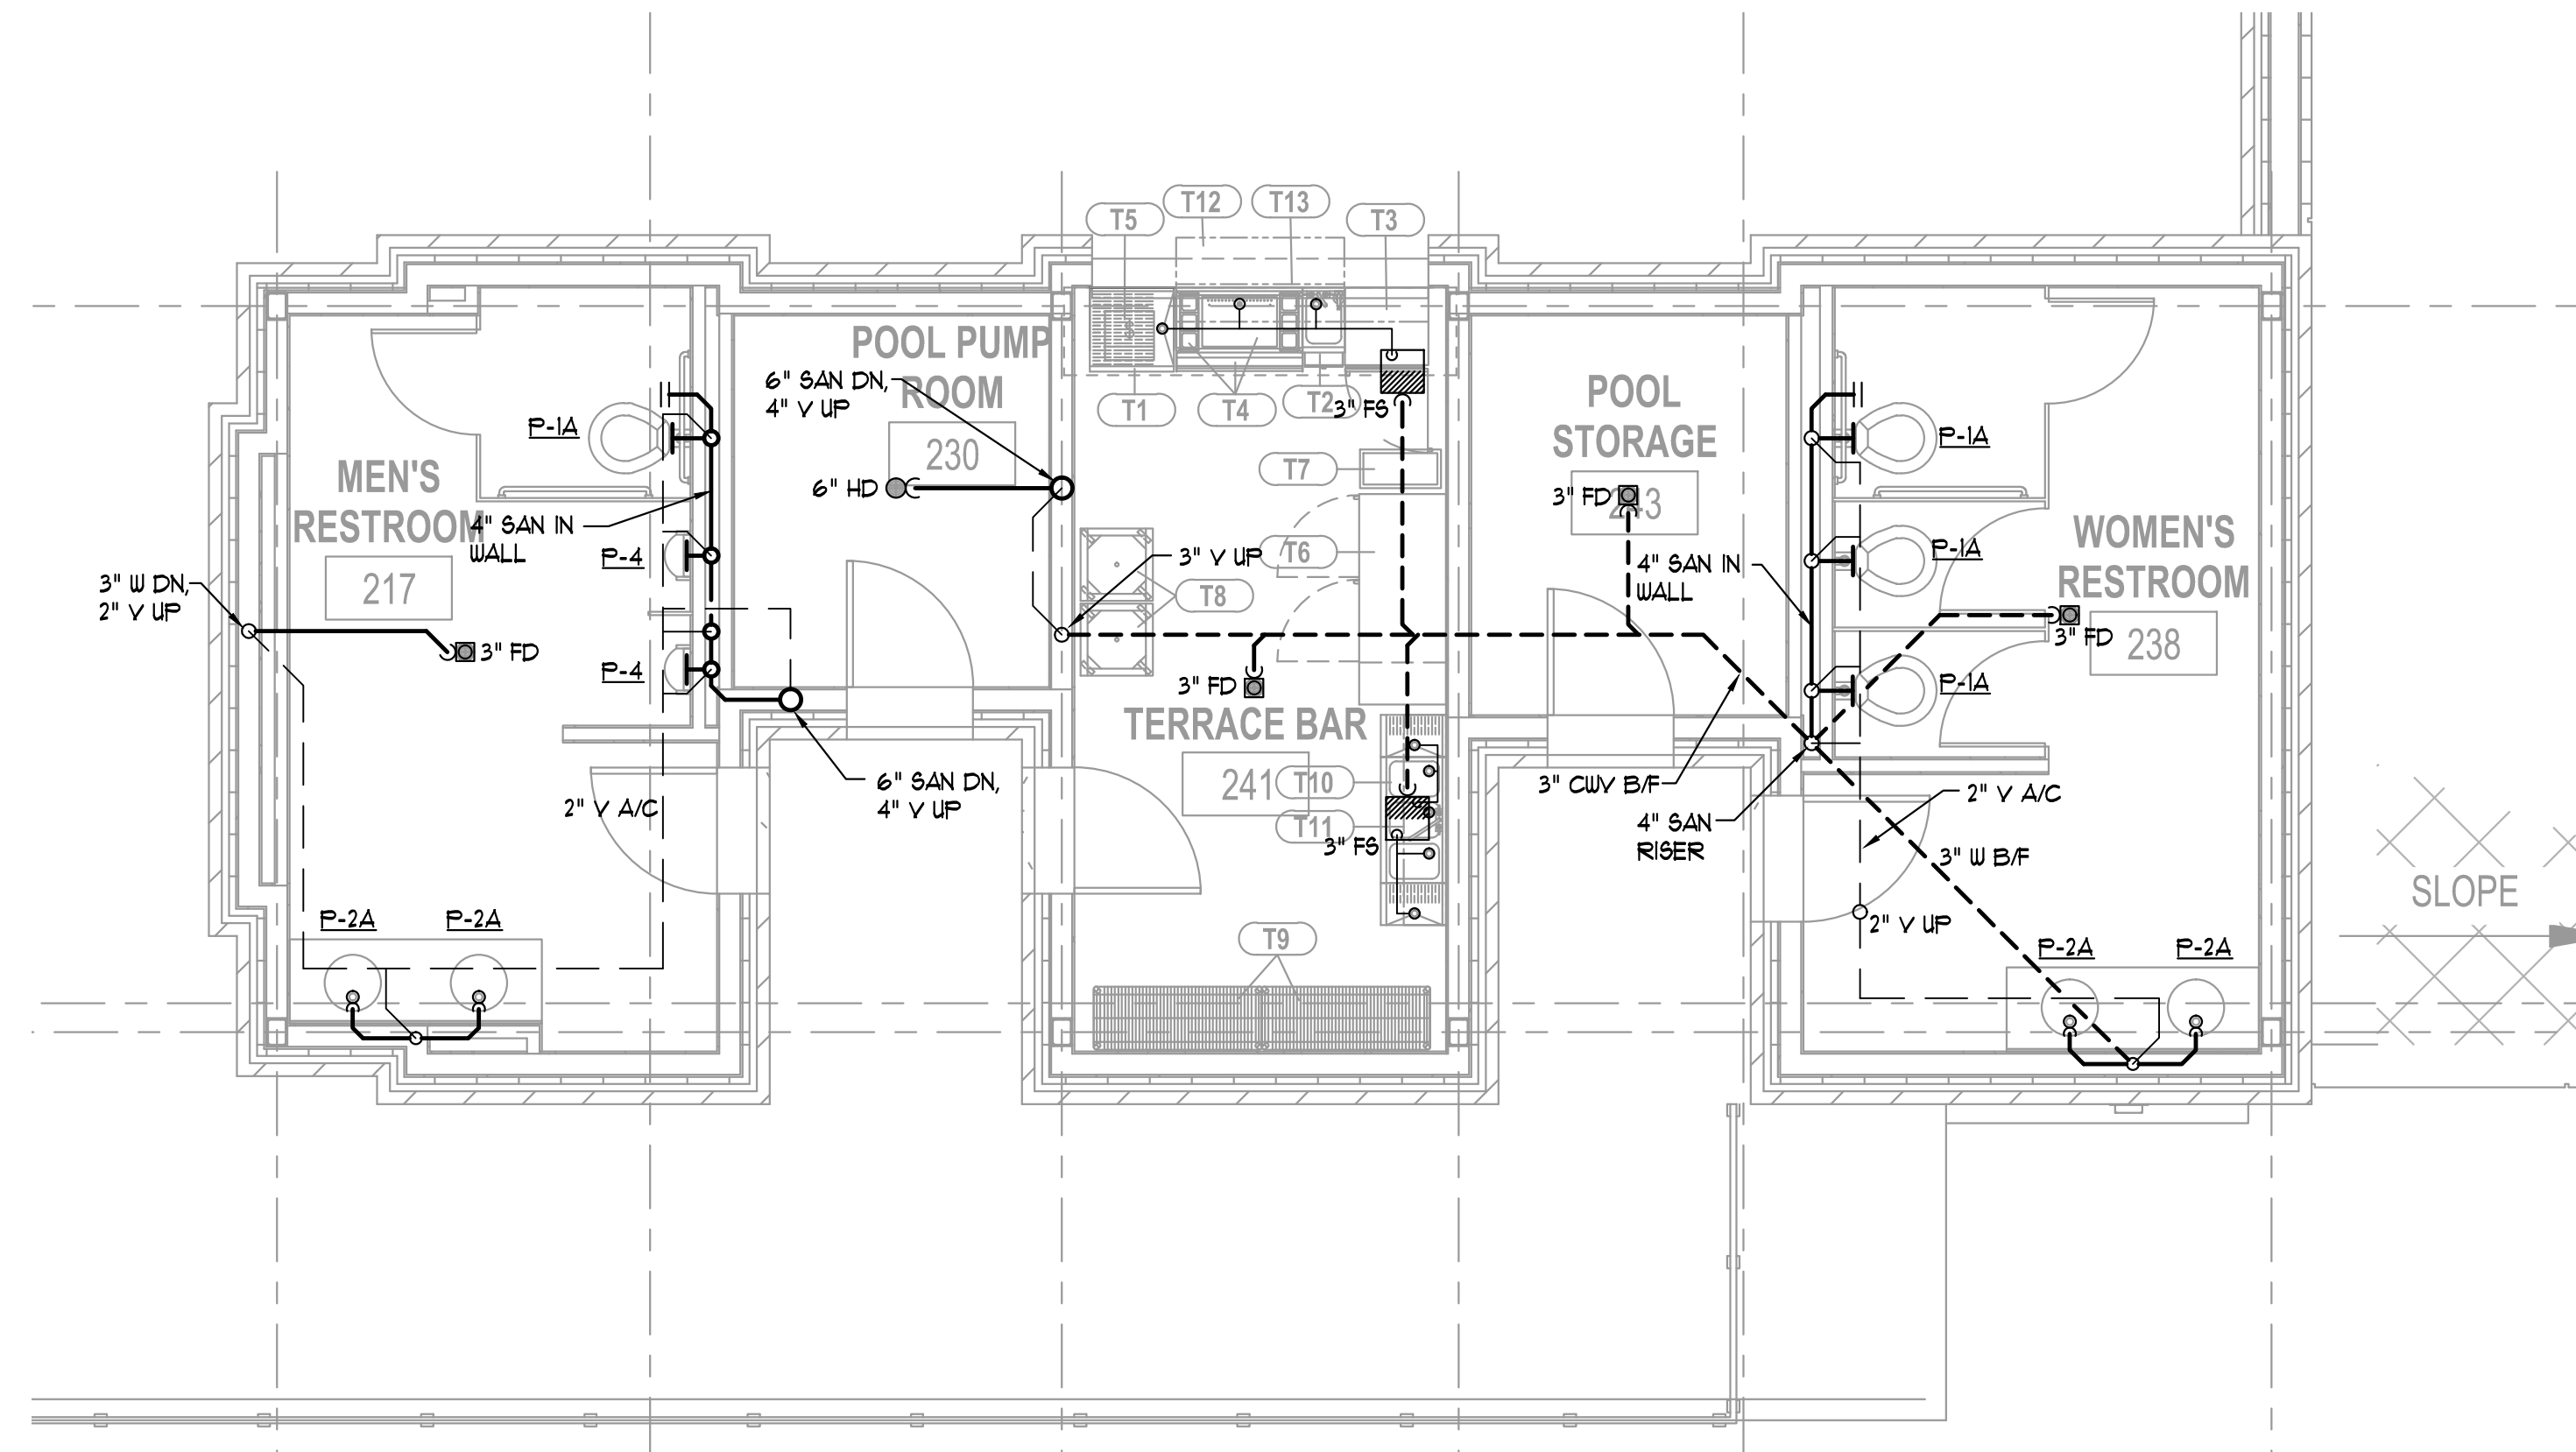 T5
T12
T13
T3
POOL PUMP
ROOM
230
6" SAN DN,
4" V UP
6" HD
T1
T4
T2
3" FS
POOL
STORAGE
243
3" FD
P-1A
MEN'S
RESTROOM
217
4" SAN IN
WALL
P-4
P-4
3" W DN,
2" V UP
3" FD
T7
T6
3" V UP
T8
3" FD
TERRACE BAR
241
T10
T11
3" FS
T9
4" SAN IN
WALL
P-1A
P-1A
P-1A
WOMEN'S
RESTROOM
238
3" FD
6" SAN DN,
4" V UP
2" V A/C
P-2A
P-2A
3" CWV B/F
4" SAN
RISER
2" V A/C
3" W B/F
2" V UP
P-2A
P-2A
SLOPE